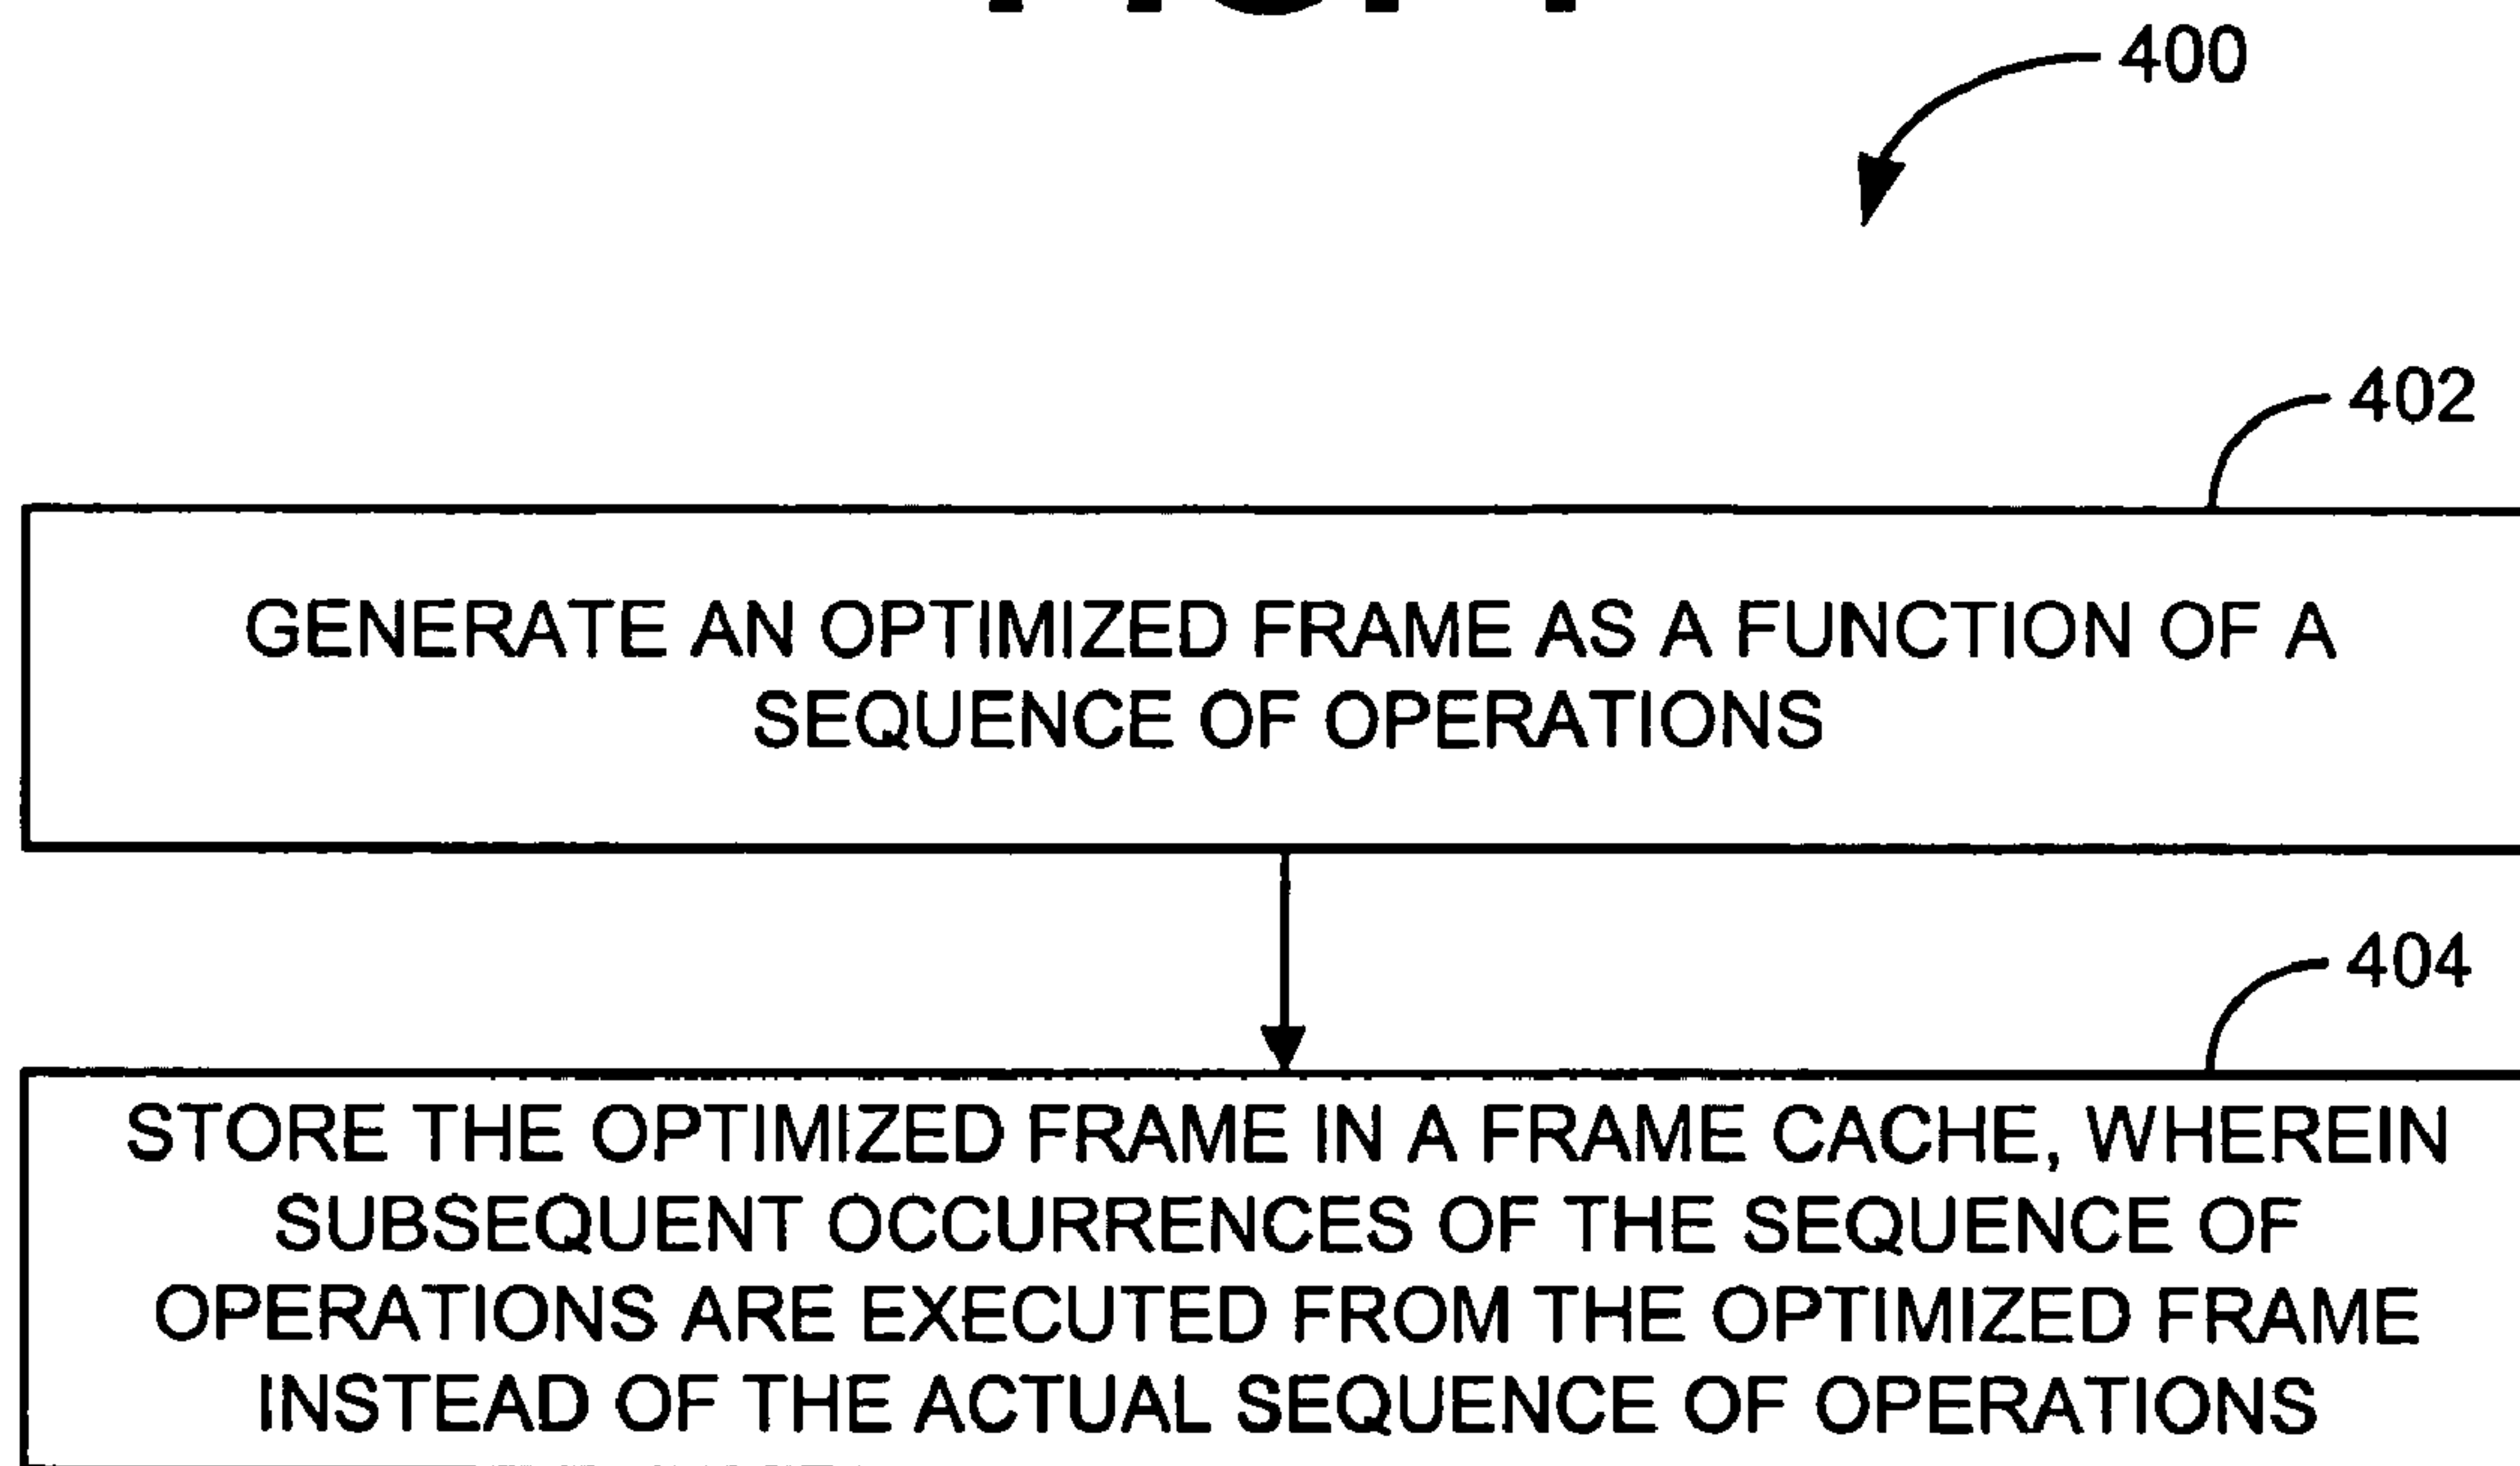 400
402
GENERATE AN OPTIMIZED FRAME AS A FUNCTION OF A
SEQUENCE OF OPERATIONS
404
STORE THE OPTIMIZED FRAME IN A FRAME CACHE, WHEREIN
SUBSEQUENT OCCURRENCES OF THE SEQUENCE OF
OPERATIONS ARE EXECUTED FROM THE OPTIMIZED FRAME
INSTEAD OF THE ACTUAL SEQUENCE OF OPERATIONS